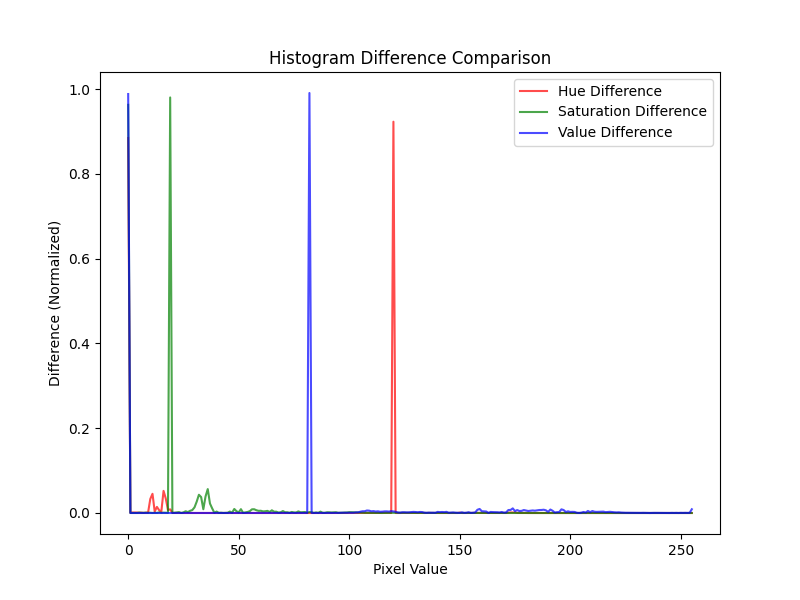 Histogram Difference Comparison
Hue Difference
Saturation Difference
Value Difference
1.0
0.8
0.6
0.4
0.2
0.0
Difference (Normalized)
0 50 100 150 200 250
Pixel Value